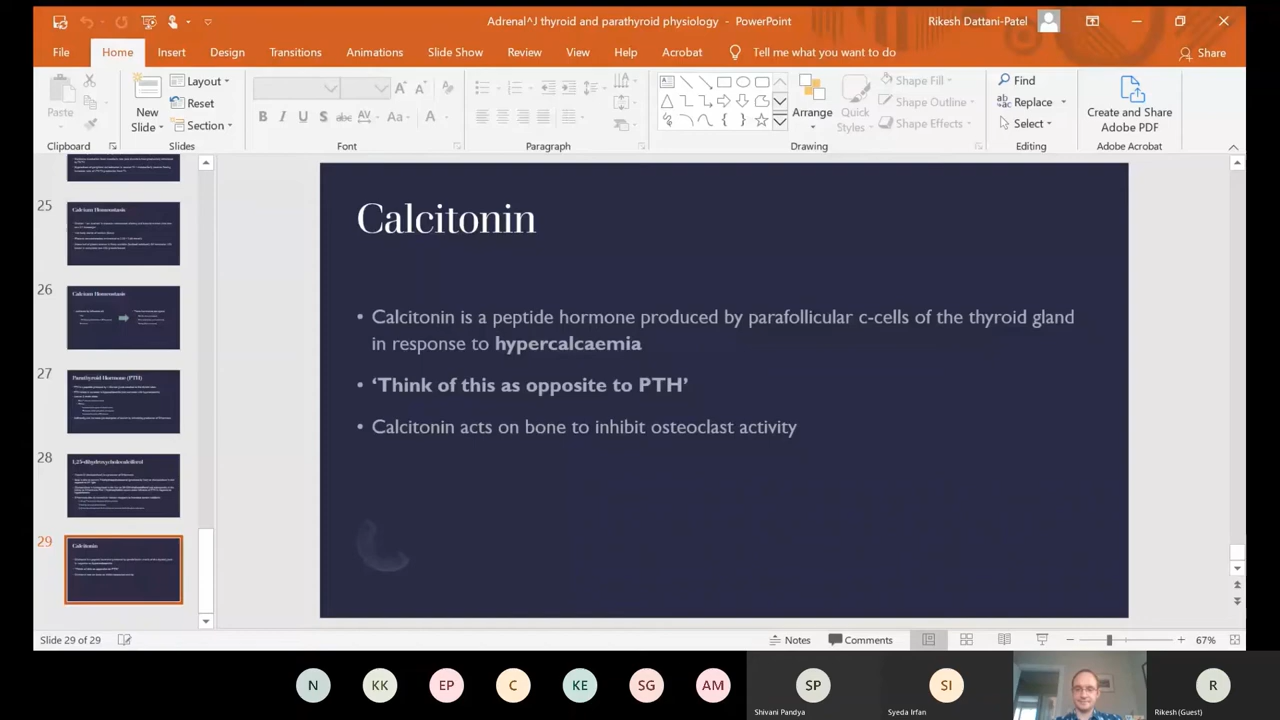 Adrenal^J thyroid and parathyroid physiology - PowerPoint
Rikesh Dattani-Patel
File Home Insert Design Transitions Animations Slide Show Review View Help Acrobat Tell me what you want to do Share
Paste
New Slide
Layout
Reset
Section
B I U S abc AV Aa A
Arrange
Quick Styles
Shape Fill
Shape Outline
Shape Effects
Find
Replace
Select
Create and Share
Adobe PDF
Clipboard Slides Font Paragraph Drawing Editing Adobe Acrobat
25
Calcium Homeostasis
26
Calcium Homeostasis
27
Parathyroid Hormone (PTH)
28
1,25-dihydroxycholecalciferol
29
Calcitonin
Calcitonin
• Calcitonin is a peptide hormone produced by parafollicular c-cells of the thyroid gland
in response to hypercalcaemia
• ‘Think of this as opposite to PTH’
• Calcitonin acts on bone to inhibit osteoclast activity
Slide 29 of 29
Notes Comments 67%
N KK EP C KE SG AM SP SI R
Shivani Pandya Syeda Irfan Rikesh (Guest)